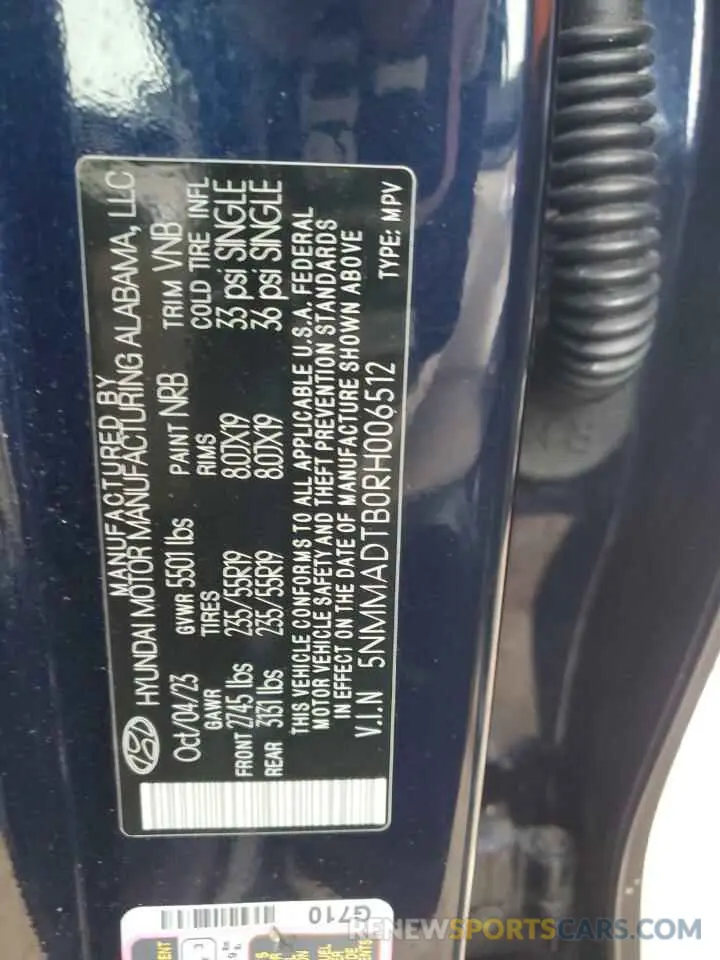 MANUFACTURED BY
HYUNDAI MOTOR MANUFACTURING ALABAMA, LLC
Oct/04/23 GVWR 5501 lbs PAINT NRB TRIM VNB
GAWR TIRES RIMS COLD TIRE INFL
FRONT 2745 lbs 235/55R19 8.0JX19 33 psi SINGLE
REAR 3131 lbs 235/55R19 8.0JX19 36 psi SINGLE
THIS VEHICLE CONFORMS TO ALL APPLICABLE U.S.A. FEDERAL
MOTOR VEHICLE SAFETY AND THEFT PREVENTION STANDARDS
IN EFFECT ON THE DATE OF MANUFACTURE SHOWN ABOVE
V.I.N 5NMMADTB0RH006512 TYPE: MPV
G710
RENEWSPORTSCARS.COM